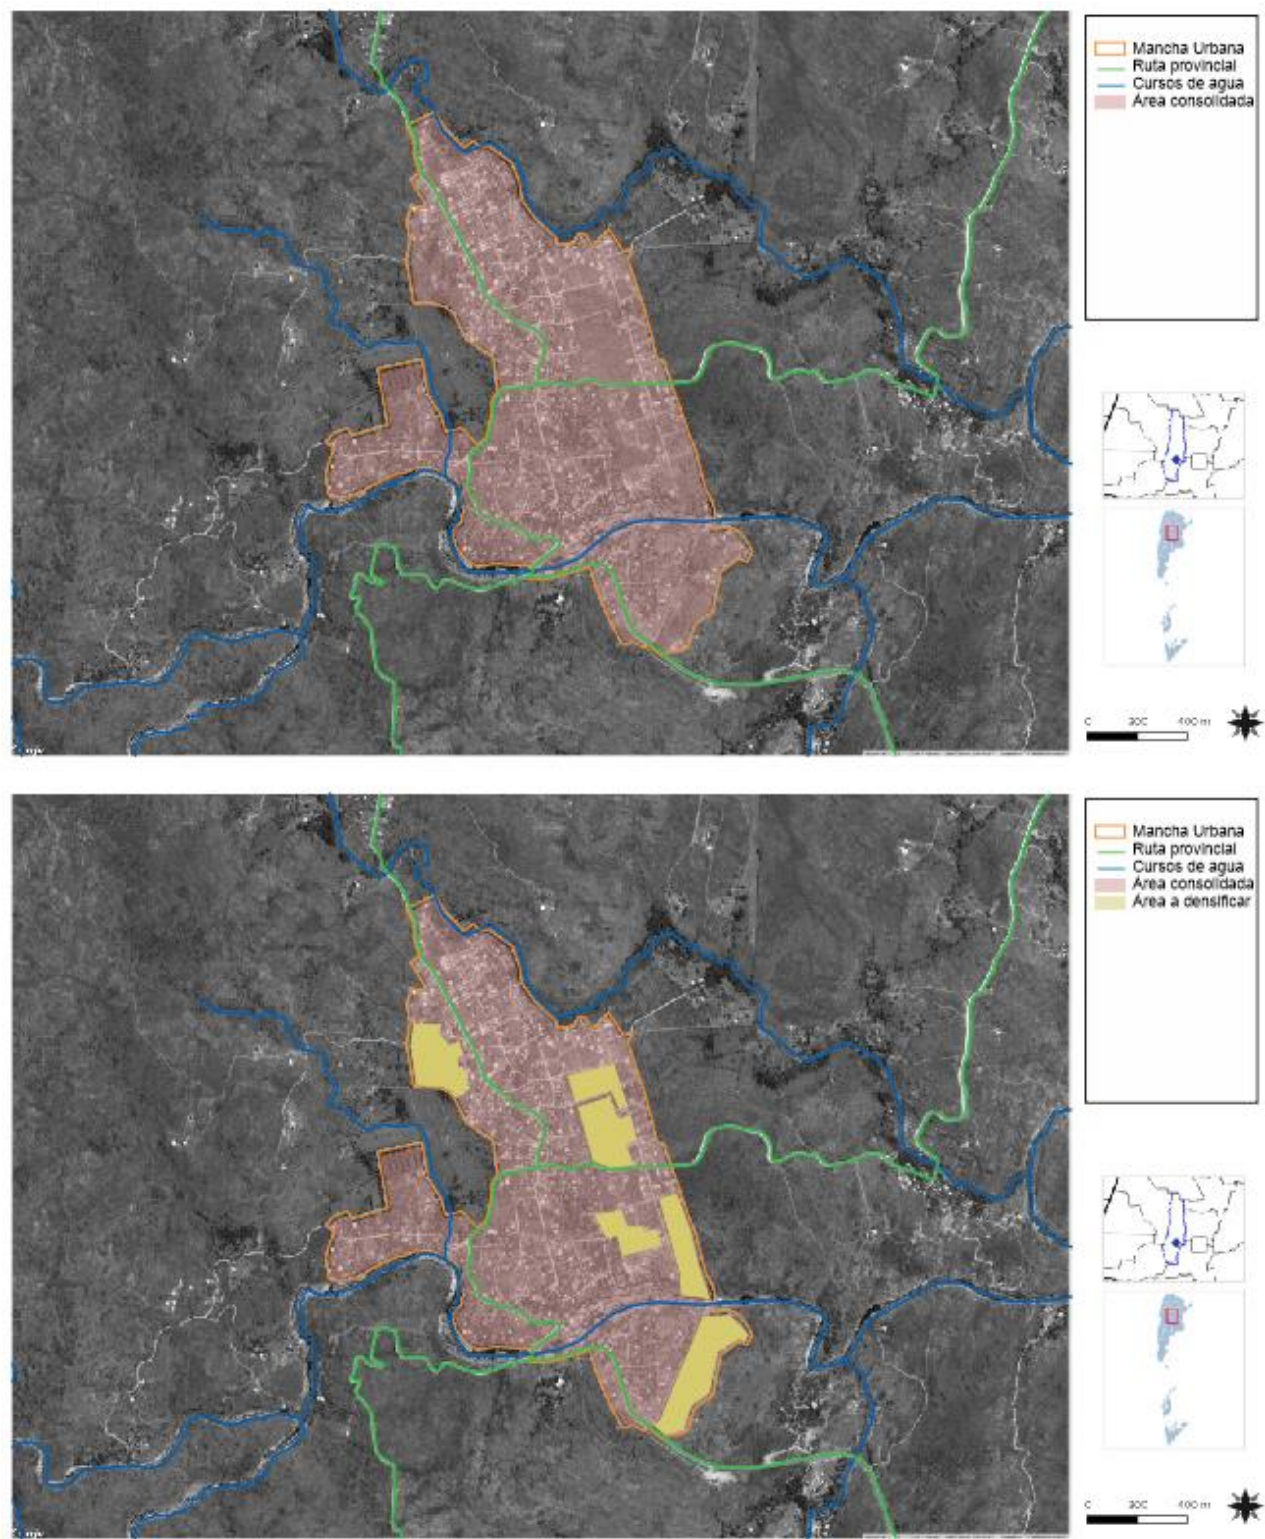 Mancha Urbana
Ruta provincial
Cursos de agua
Área consolidada
0
400 m
Mancha Urbana
Ruta provincial
Cursos de agua
Área consolidada
Área a densificar
0
400 m